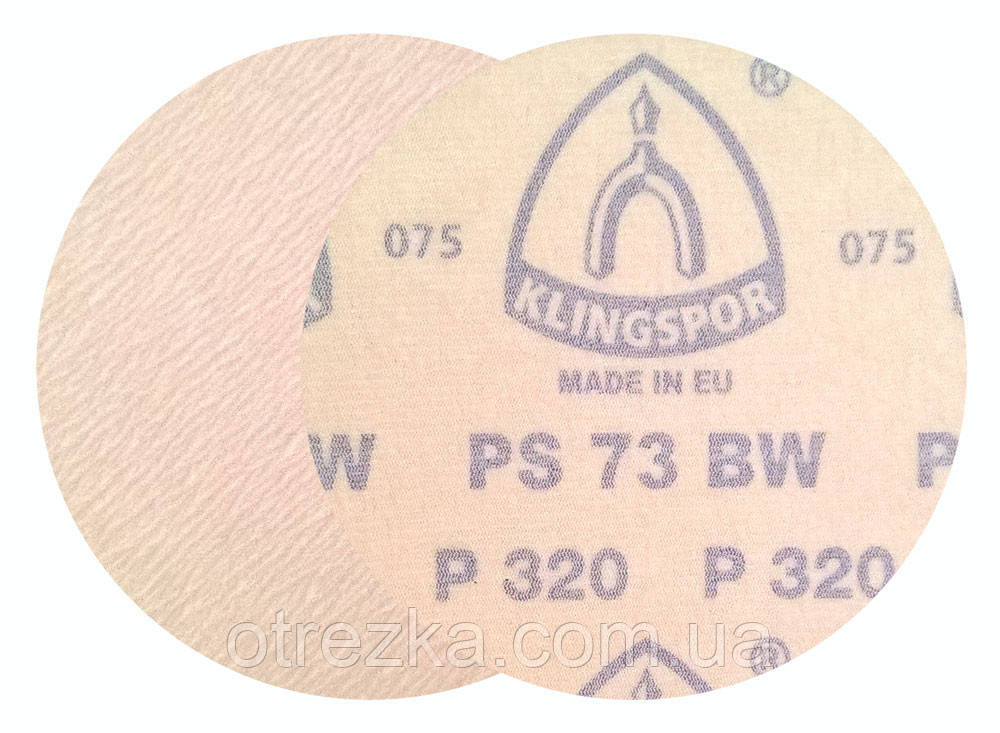 ®
075 075
KLINGSPOR
MADE IN EU
W PS 73 BW P
P 320 P 320
otrezka.com.ua
®